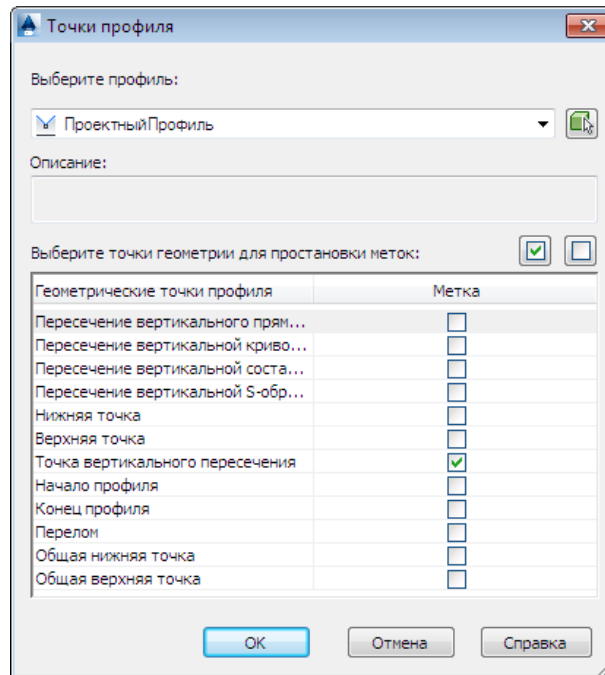 Точки профиля
Выберите профиль:
ПроектныйПрофиль
Описание:
Выберите точки геометрии для простановки меток:
Геометрические точки профиля Метка
Пересечение вертикального прям...
Пересечение вертикальной криво...
Пересечение вертикальной соста...
Пересечение вертикальной S-обр...
Нижняя точка
Верхняя точка
Точка вертикального пересечения
Начало профиля
Конец профиля
Перелом
Общая нижняя точка
Общая верхняя точка
ОК Отмена Справка